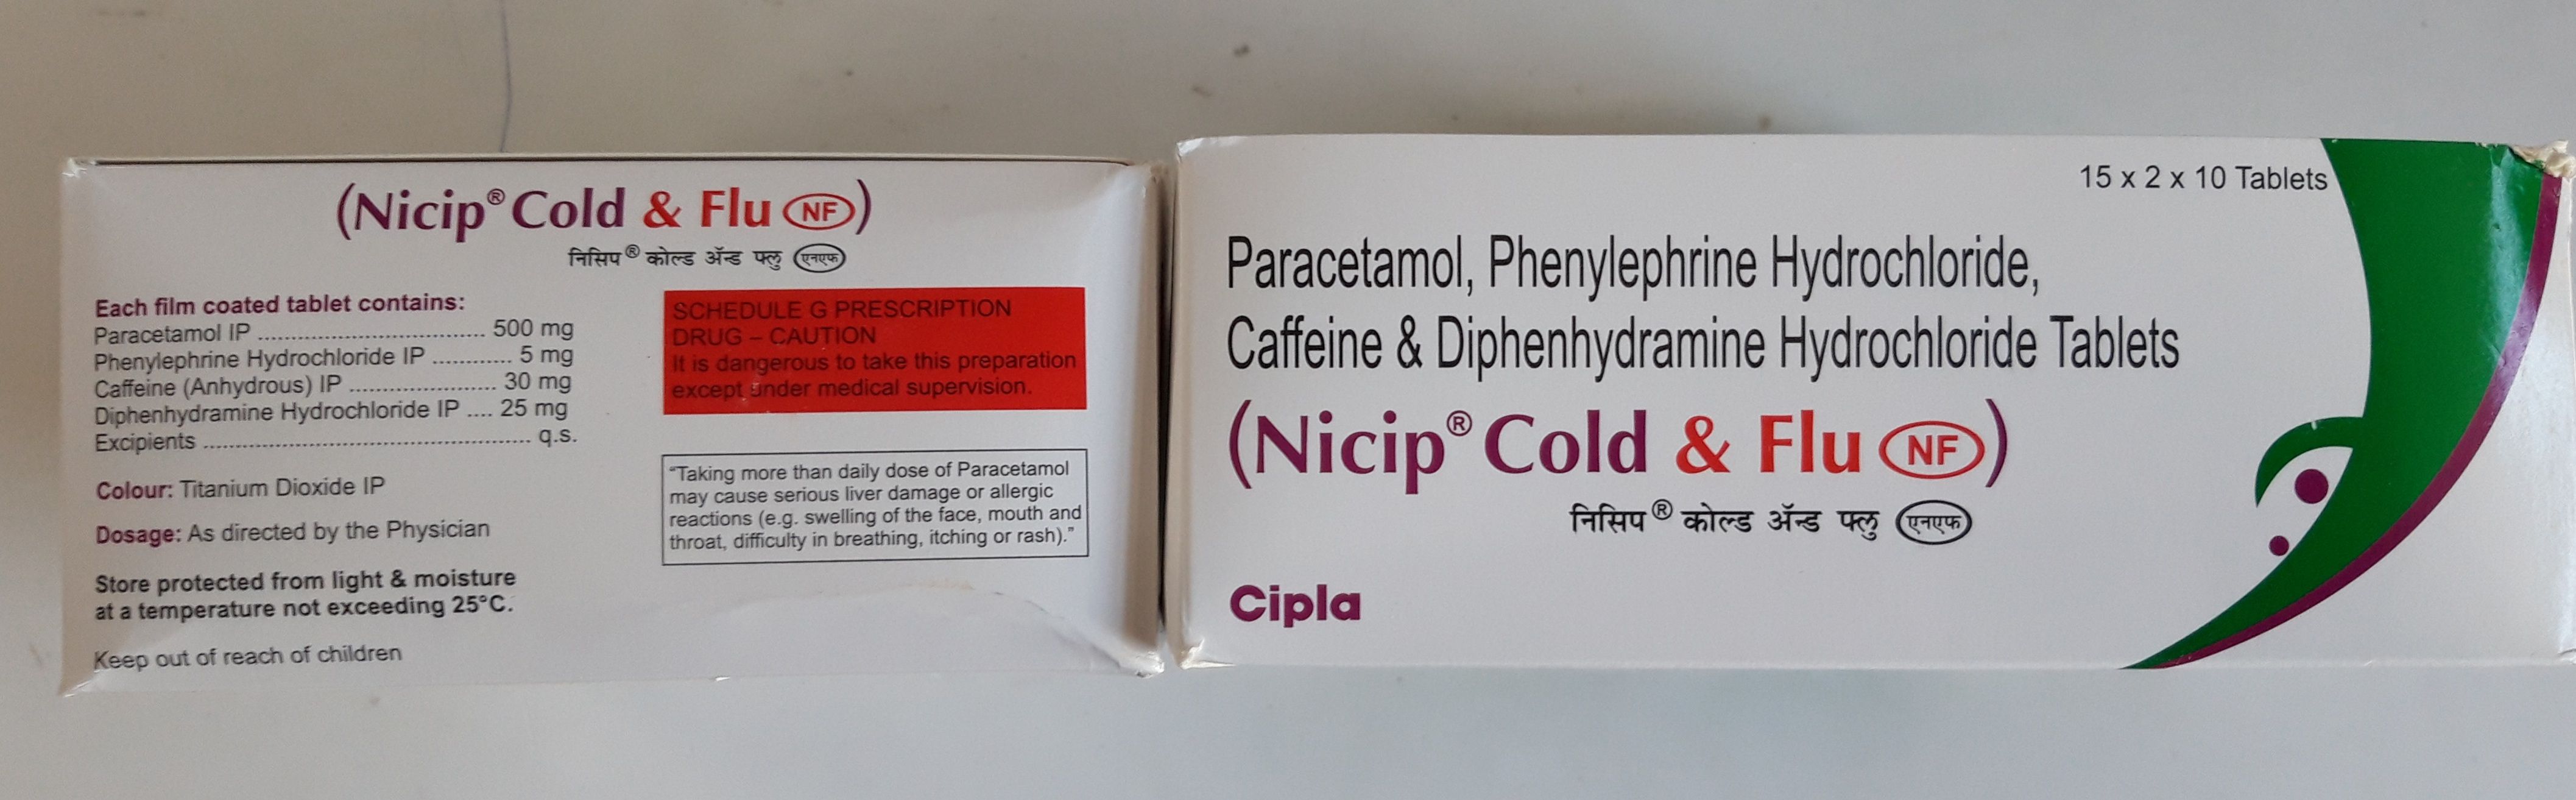 (Nicip® Cold & Flu NF)
निसिप® कोल्ड ॲन्ड फ्लु एनएफ
Each film coated tablet contains:
Paracetamol IP .................................. 500 mg
Phenylephrine Hydrochloride IP ............ 5 mg
Caffeine (Anhydrous) IP ...................... 30 mg
Diphenhydramine Hydrochloride IP .... 25 mg
Excipients ................................................. q.s.
Colour: Titanium Dioxide IP
Dosage: As directed by the Physician
Store protected from light & moisture
at a temperature not exceeding 25°C.
Keep out of reach of children
SCHEDULE G PRESCRIPTION
DRUG – CAUTION
It is dangerous to take this preparation
except under medical supervision.
“Taking more than daily dose of Paracetamol
may cause serious liver damage or allergic
reactions (e.g. swelling of the face, mouth and
throat, difficulty in breathing, itching or rash).”
15 x 2 x 10 Tablets
Paracetamol, Phenylephrine Hydrochloride,
Caffeine & Diphenhydramine Hydrochloride Tablets
(Nicip® Cold & Flu NF)
निसिप® कोल्ड ॲन्ड फ्लु एनएफ
Cipla